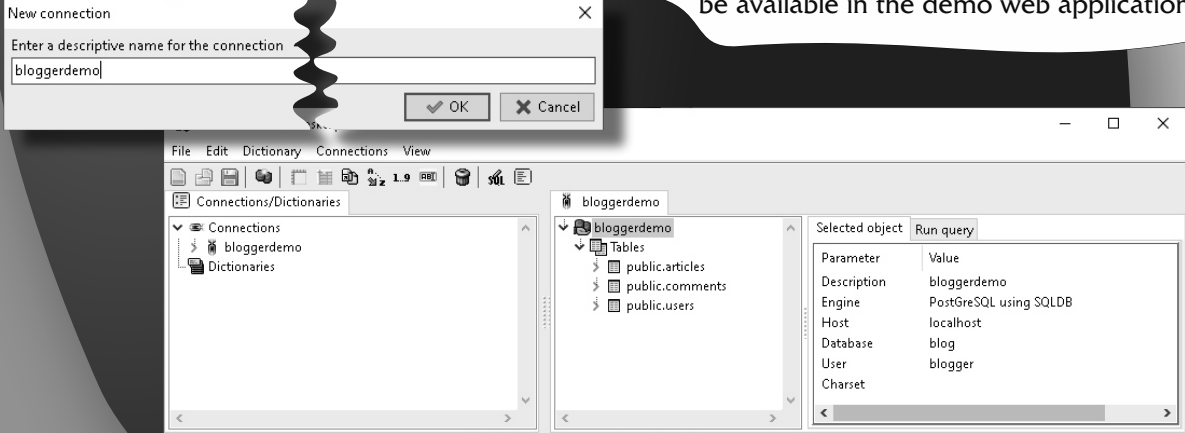 be available in the demo web application
New connection
Enter a descriptive name for the connection
bloggerdemo
OK Cancel
File Edit Dictionary Connections View
Connections/Dictionaries
Connections
bloggerdemo
Dictionaries
bloggerdemo
bloggerdemo
Tables
public.articles
public.comments
public.users
Selected object Run query
Parameter Value
Description bloggerdemo
Engine PostGreSQL using SQLDB
Host localhost
Database blog
User blogger
Charset